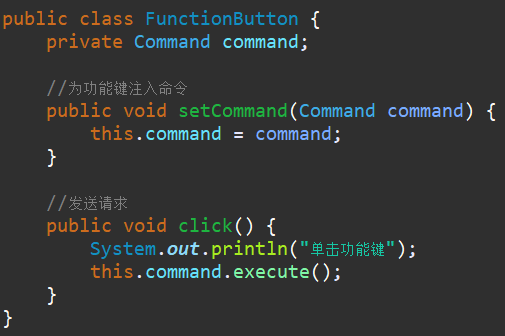 public class FunctionButton {
    private Command command;

    //为功能键注入命令
    public void setCommand(Command command) {
        this.command = command;
    }

    //发送请求
    public void click() {
        System.out.println("单击功能键");
        this.command.execute();
    }
}